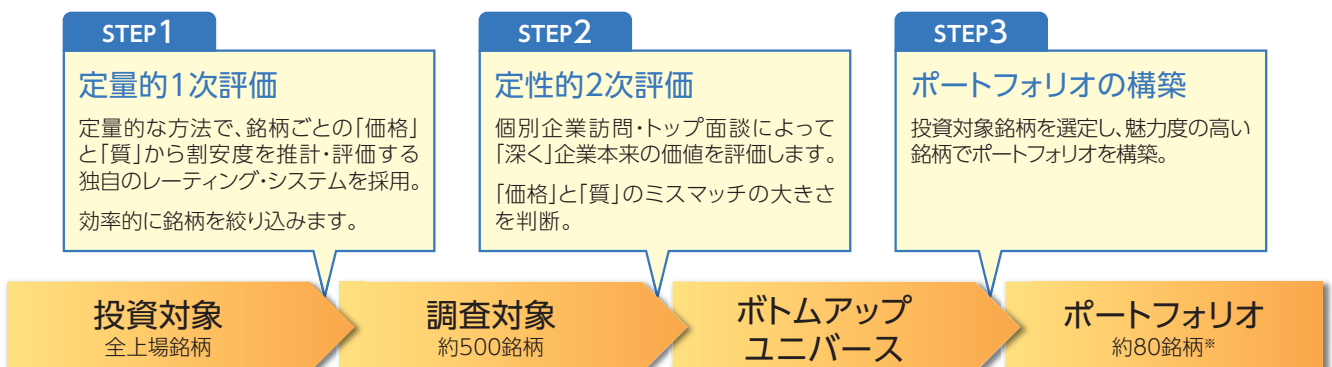 STEP1
定量的1次評価
定量的な方法で、銘柄ごとの「価格」
と「質」から割安度を推計・評価する
独自のレーティング・システムを採用。
効率的に銘柄を絞り込みます。
STEP2
定性的2次評価
個別企業訪問・トップ面談によって
「深く」企業本来の価値を評価します。
「価格」と「質」のミスマッチの大きさ
を判断。
STEP3
ポートフォリオの構築
投資対象銘柄を選定し、魅力度の高い
銘柄でポートフォリオを構築。
投資対象
全上場銘柄
調査対象
約500銘柄
ボトムアップ
ユニバース
ポートフォリオ
約80銘柄※